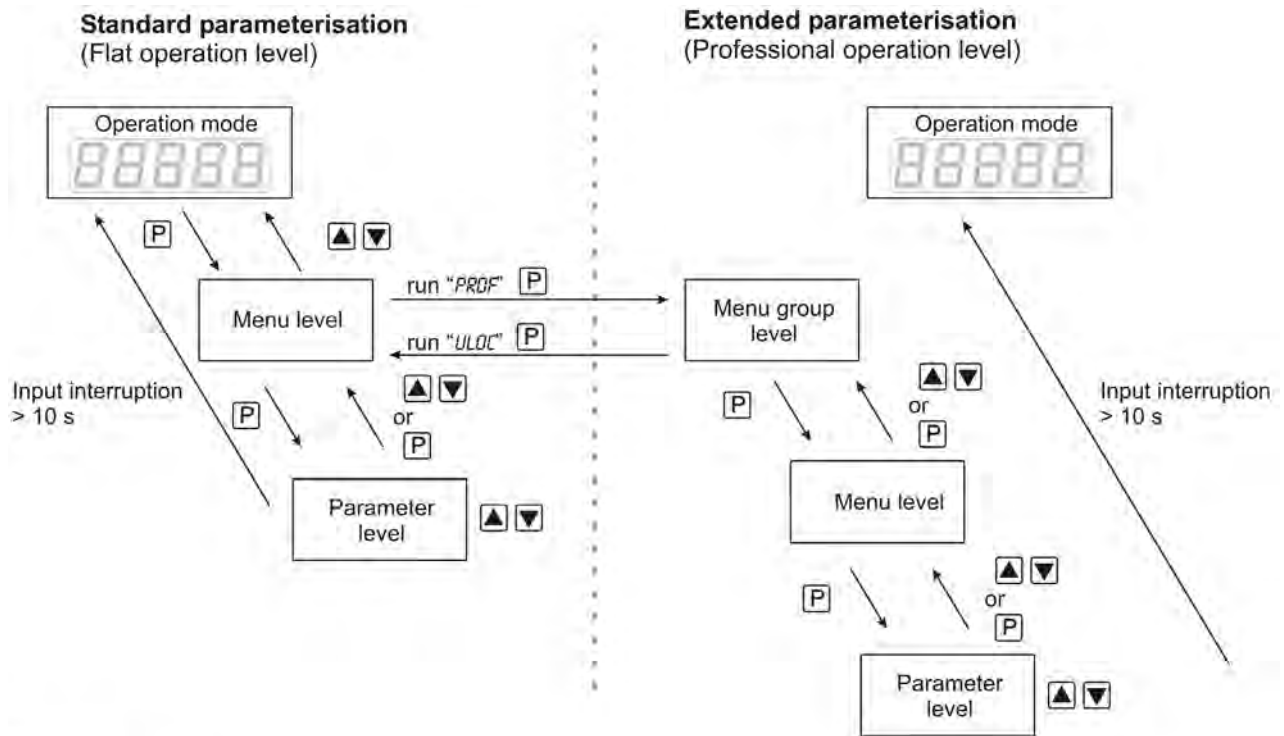 Standard parameterisation
(Flat operation level)
Extended parameterisation
(Professional operation level)
Operation mode
88888
Operation mode
88888
P
▲ ▼
run “PROF” P
Menu level
Menu group
level
run “ULOC” P
Input interruption
> 10 s
P
▲ ▼
or
P
P
▲ ▼
or
P
Input interruption
> 10 s
Parameter
level
▲ ▼
Menu level
P
▲ ▼
or
P
Parameter
level
▲ ▼